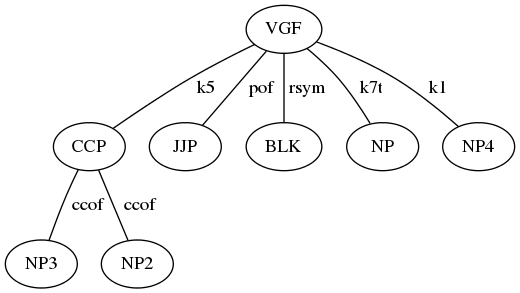 VGF
k5 pof rsym k7t k1
CCP JJP BLK NP NP4
ccof ccof
NP3 NP2